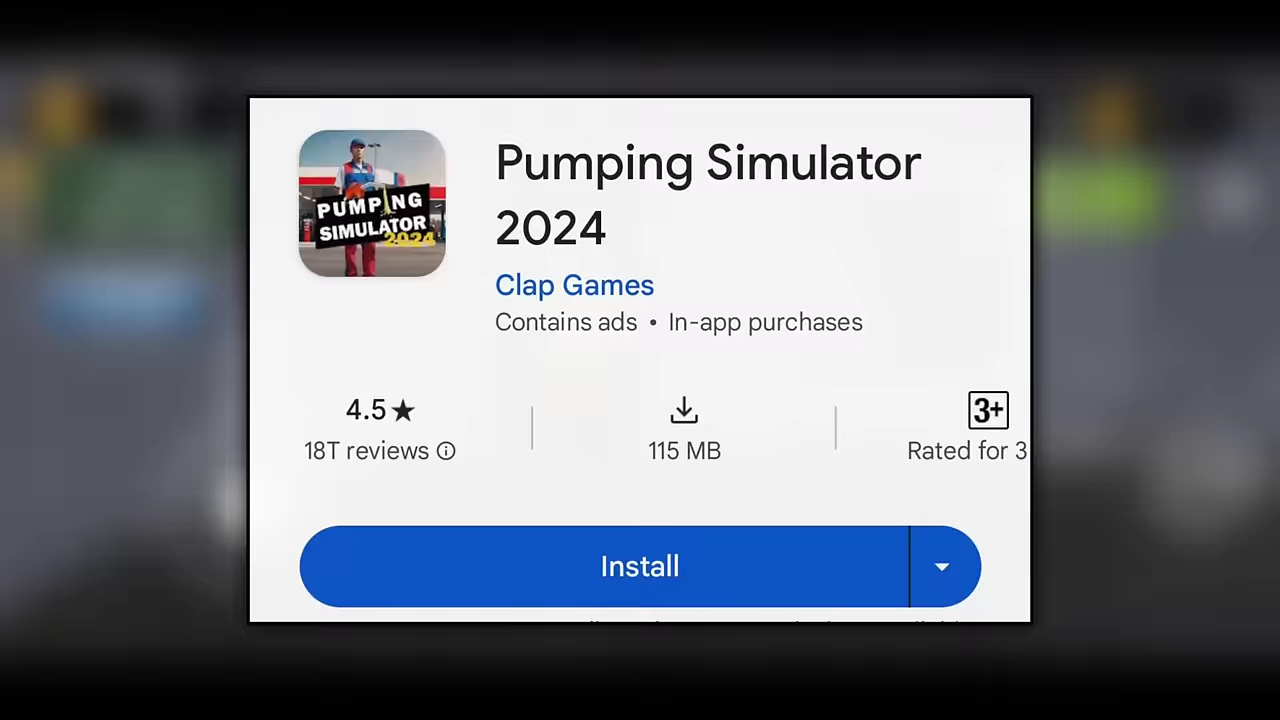 PUMPING
SIMULATOR
2024
Pumping Simulator
2024
Clap Games
Contains ads • In-app purchases
4.5★
18T reviews
115 MB
3+
Rated for 3
Install